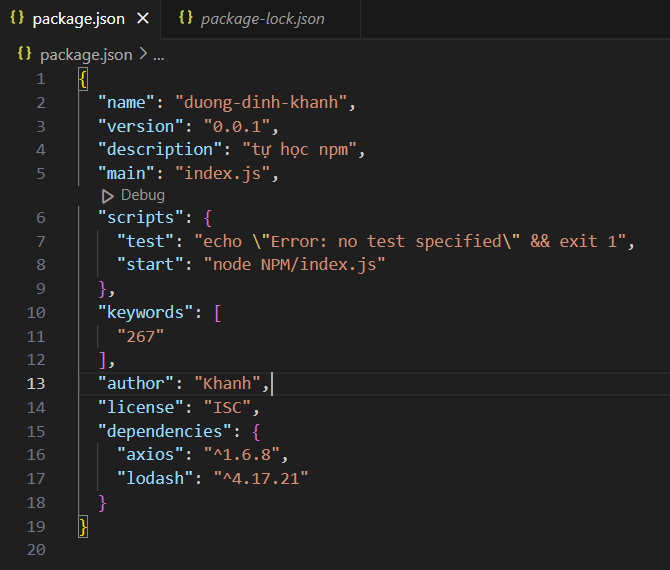 package.json
package-lock.json
package.json > ...
1 {
2 "name": "duong-dinh-khanh",
3 "version": "0.0.1",
4 "description": "tự học npm",
5 "main": "index.js",
Debug
6 "scripts": {
7 "test": "echo \"Error: no test specified\" && exit 1",
8 "start": "node NPM/index.js"
9 },
10 "keywords": [
11 "267"
12 ],
13 "author": "Khanh",
14 "license": "ISC",
15 "dependencies": {
16 "axios": "^1.6.8",
17 "lodash": "^4.17.21"
18 }
19 }
20